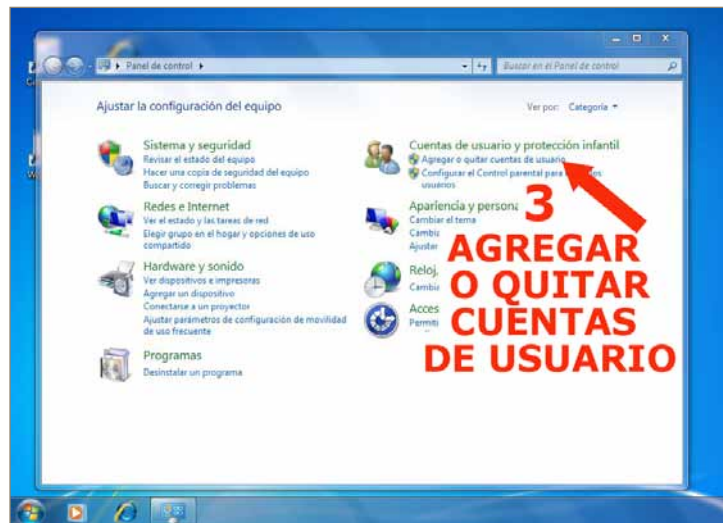 Panel de control
Buscar en el Panel de control
Ajustar la configuración del equipo
Ver por: Categoría
Sistema y seguridad
Revisar el estado del equipo
Hacer una copia de seguridad del equipo
Buscar y corregir problemas
Redes e Internet
Ver el estado y las tareas de red
Elegir grupo en el hogar y opciones de uso
compartido
Hardware y sonido
Ver dispositivos e impresoras
Agregar un dispositivo
Conectarse a un proyector
Ajustar parámetros de configuración de movilidad
de uso frecuente
Programas
Desinstalar un programa
Cuentas de usuario y protección infantil
Agregar o quitar cuentas de usuario
Configurar el Control parental para
usuarios
Apariencia y
Cambiar el tema
Ajustar
Reloj,
3
AGREGAR
O QUITAR
CUENTAS
DE USUARIO